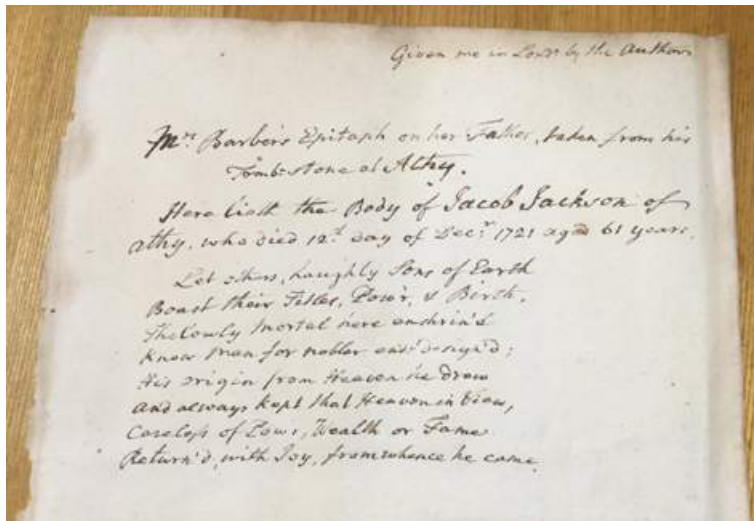 Given me in Lond.n by the Author
Mrs. Barber's Epitaph on her Father, taken from his
Tomb-stone at Athy.
Here lieth the Body of Jacob Jackson of
Athy, who died 12.th day of Dec.r 1721 aged 61 years.
Let others, haughty Sons of Earth
Boast their Titles, Pow'r, & Birth,
The lowly mortal here enshrin'd
Knew Man for nobler ends design'd;
His origin from Heaven he drew
And always kept that Heaven in View,
Careless of Power, Wealth or Fame
Return'd, with Joy, from whence he came.